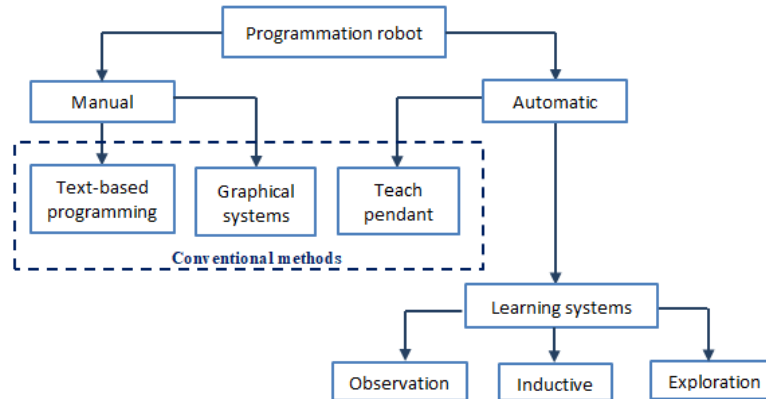 Programmation robot
Manual
Automatic
Text-based
programming
Graphical
systems
Teach
pendant
Conventional methods
Learning systems
Observation
Inductive
Exploration